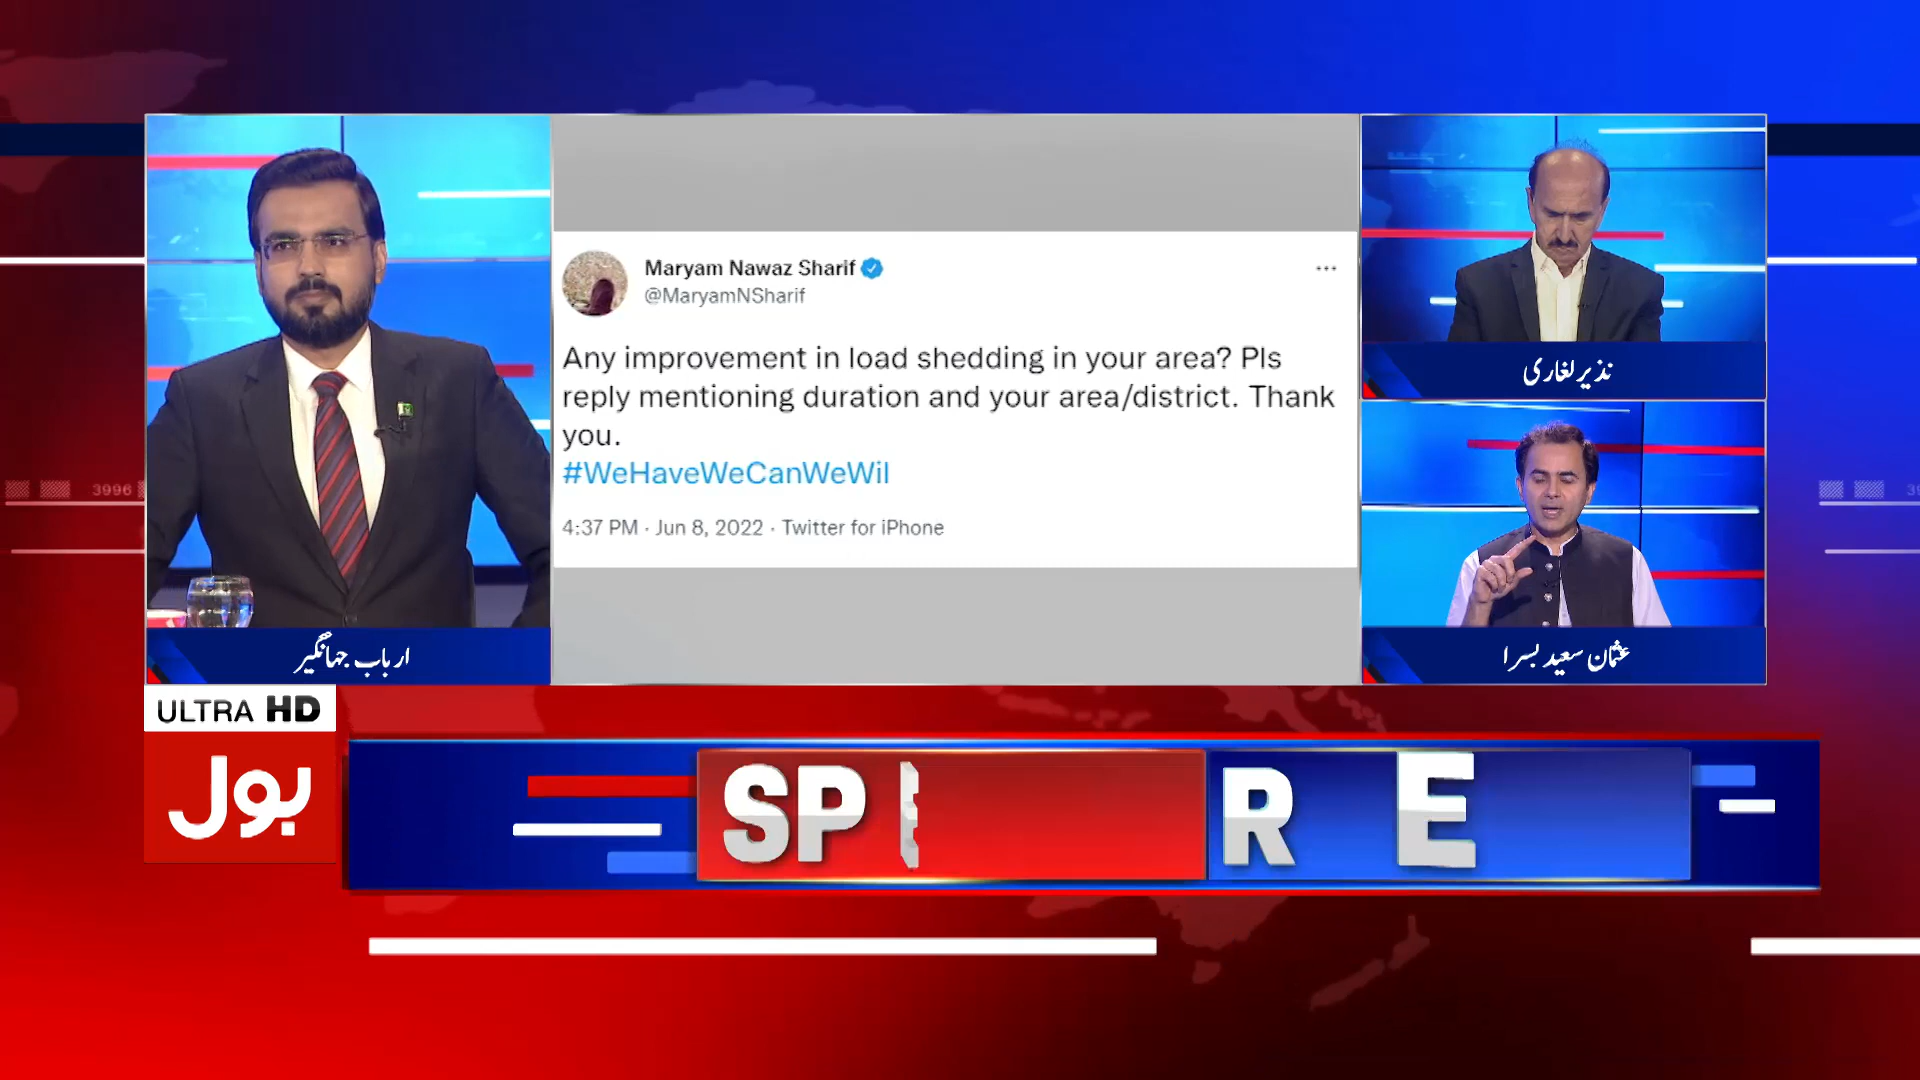 Maryam Nawaz Sharif
@MaryamNSharif
Any improvement in load shedding in your area? Pls
reply mentioning duration and your area/district. Thank
you.
#WeHaveWeCanWeWil
4:37 PM · Jun 8, 2022 · Twitter for iPhone
نذیر لغاری
ارباب جہانگیر
عثمان سعید بسرا
ULTRA HD
بول
SP
R E
3996